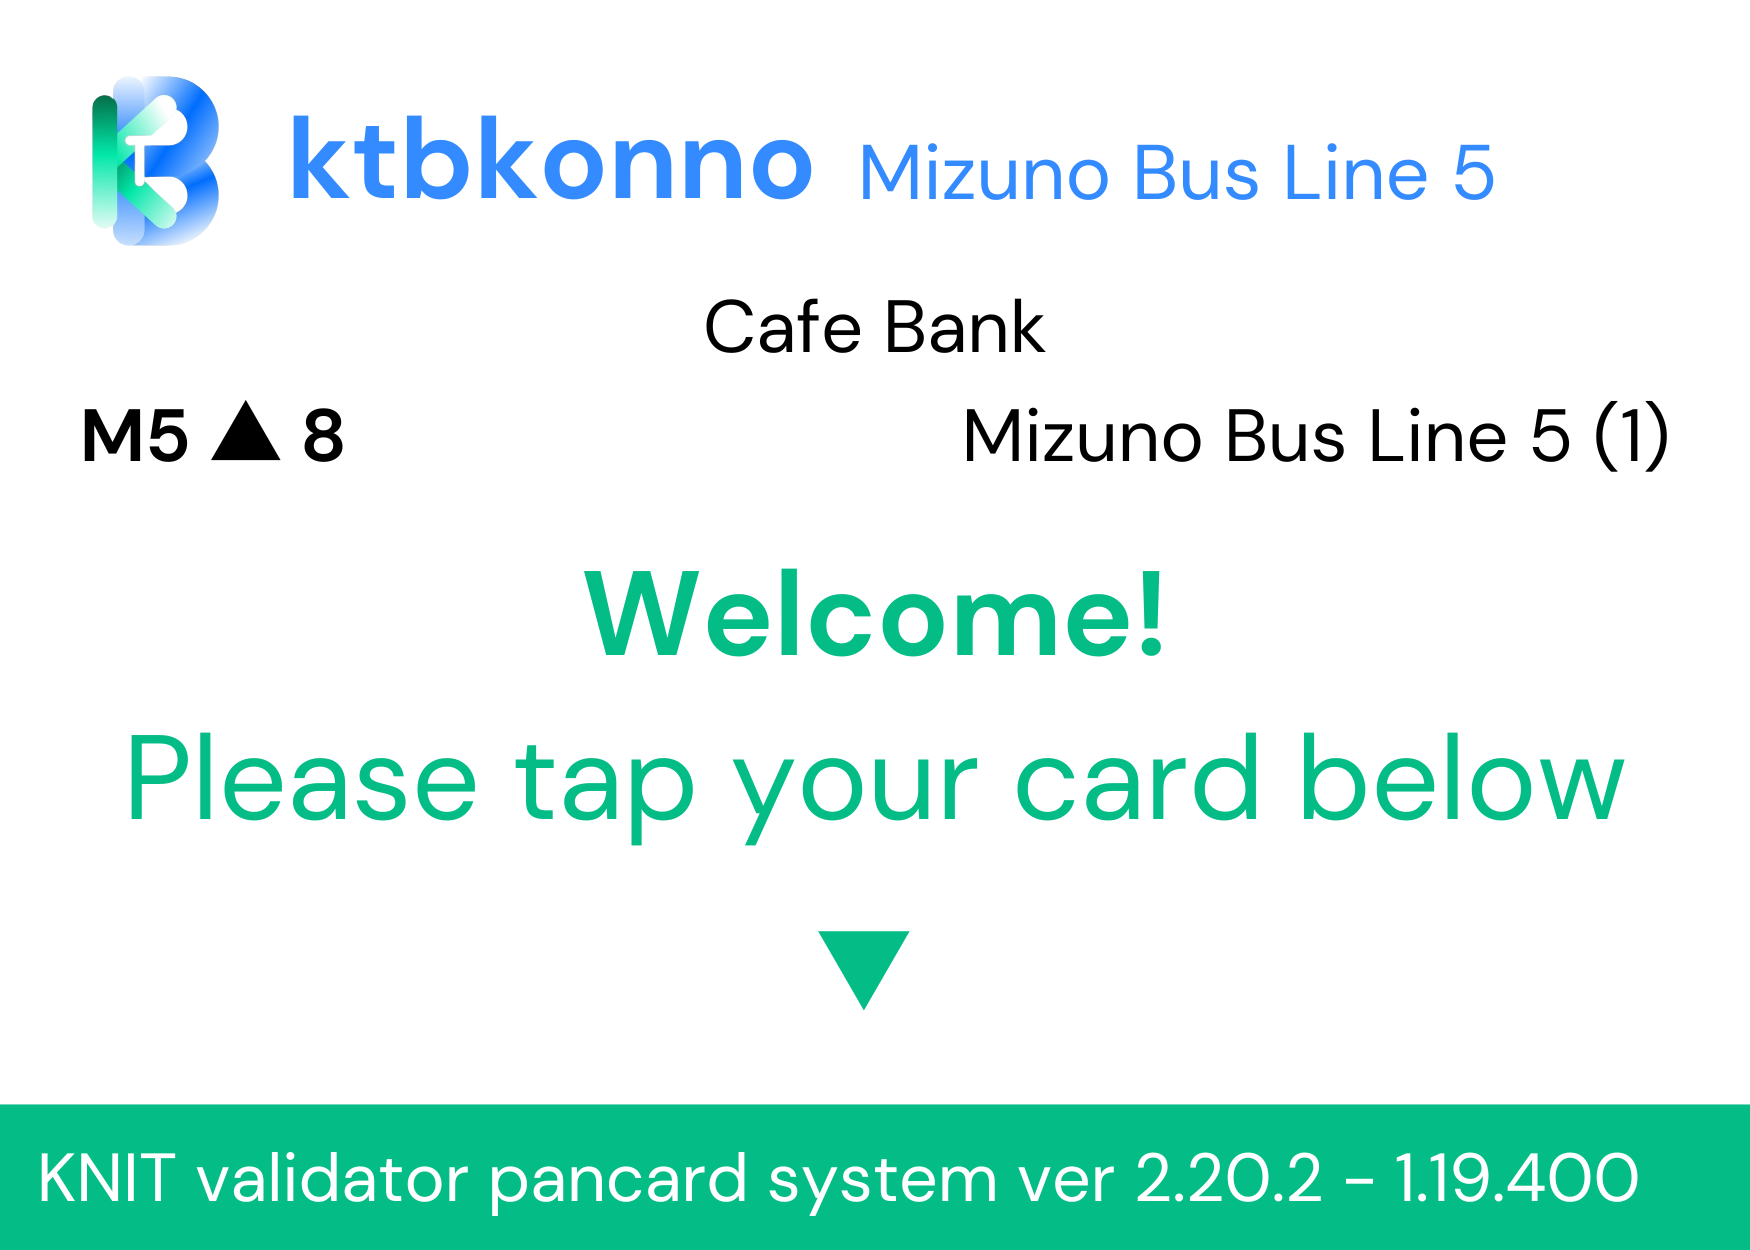 ktbkonno Mizuno Bus Line 5
Cafe Bank
M5 ▲ 8 Mizuno Bus Line 5 (1)
Welcome!
Please tap your card below
▼
KNIT validator pancard system ver 2.20.2 - 1.19.400